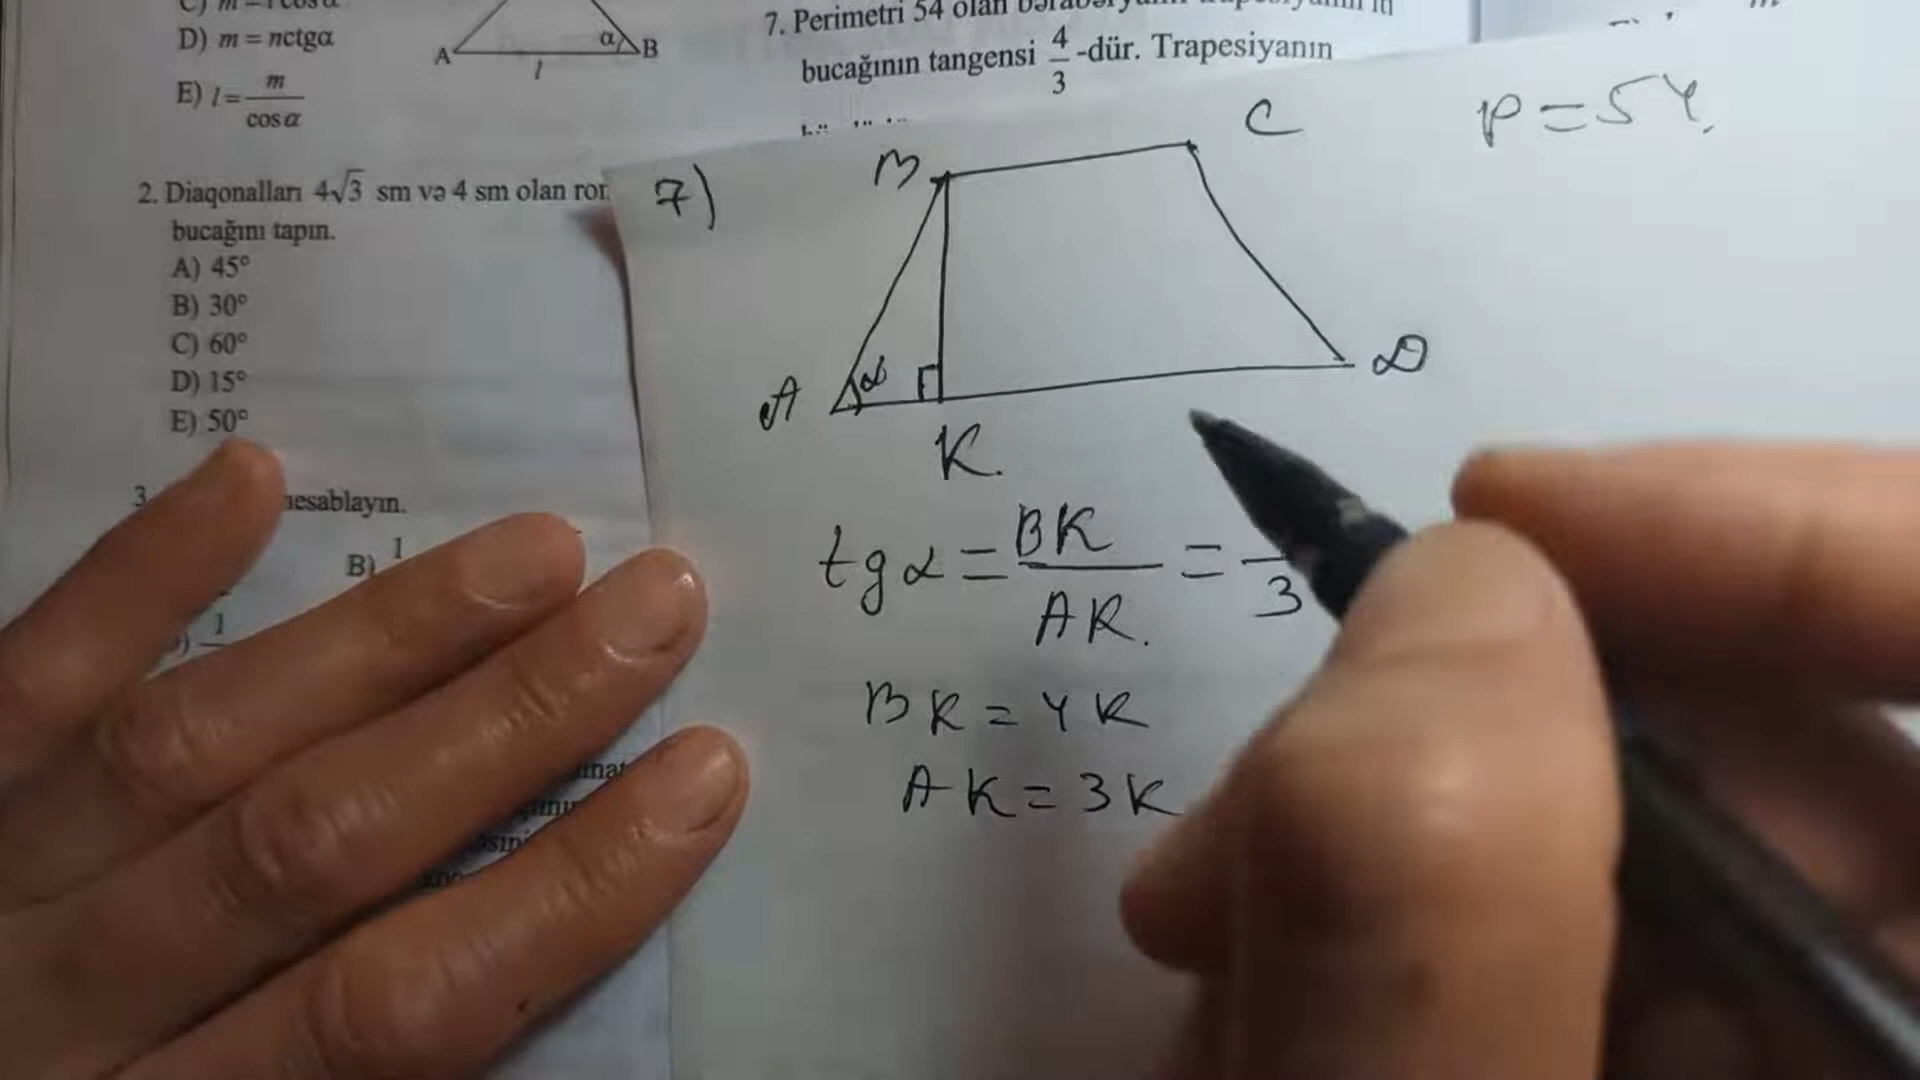 D) m = nctgα
E) l = m/cosα
A
α
B
l
2. Diaqonalları 4√3 sm və 4 sm olan
bucağını tapın.
A) 45°
B) 30°
C) 60°
D) 15°
E) 50°
3.
hesablayın.
B) 1
1
7. Perimetri 54 olan
bucağının tangensi 4/3 -dür. Trapesiyanın
7)
B
C
p = 54.
A
α
D
K.
tg α = BK/AK. = /3
BK = 4K
AK = 3K